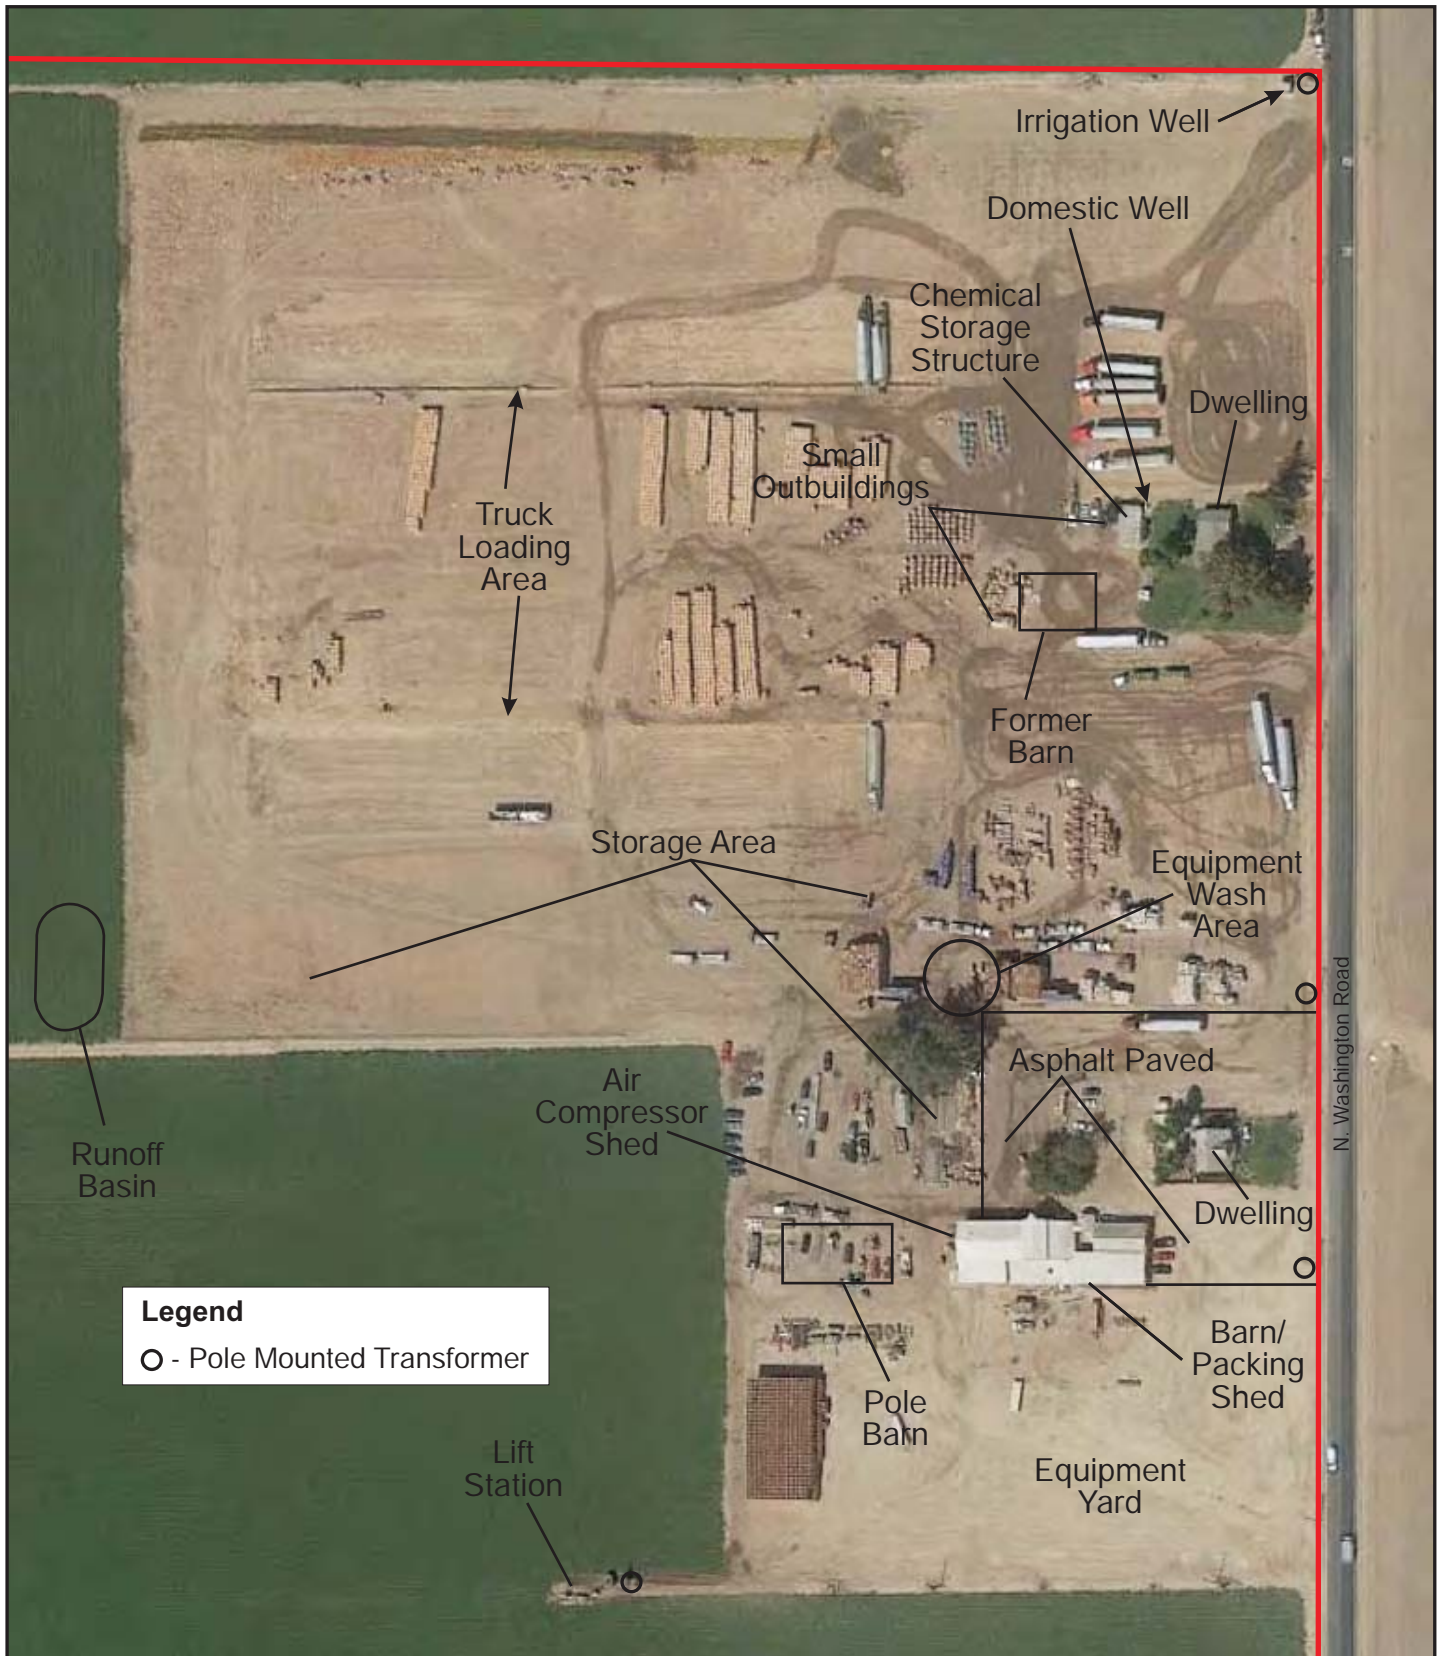 Irrigation Well
Domestic Well
Chemical
Storage
Structure
Dwelling
Small
Outbuildings
Truck
Loading
Area
Former
Barn
Storage Area
Equipment
Wash
Area
N. Washington Road
Asphalt Paved
Air
Compressor
Shed
Runoff
Basin
Dwelling
Legend
- Pole Mounted Transformer
Barn/
Packing
Shed
Pole
Barn
Lift
Station
Equipment
Yard